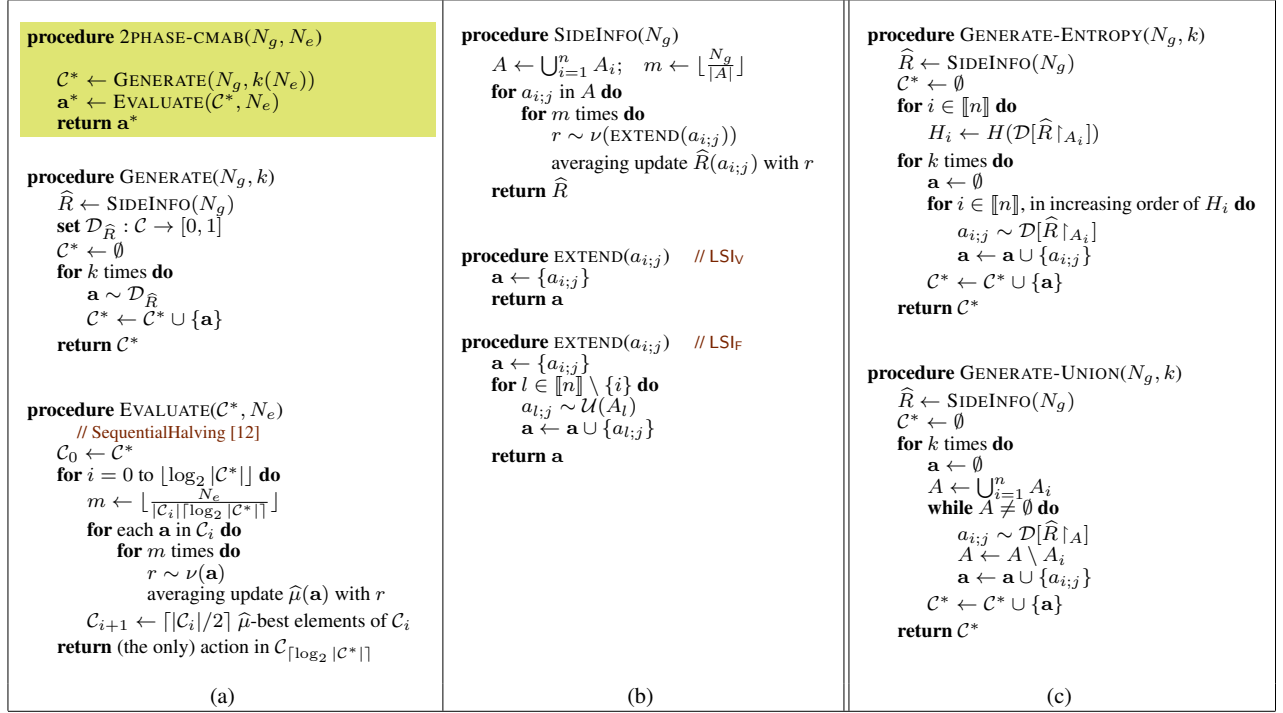 procedure 2PHASE-CMAB(N_g, N_e)
C* ← GENERATE(N_g, k(N_e))
a* ← EVALUATE(C*, N_e)
return a*
procedure GENERATE(N_g, k)
R̂ ← SIDEINFO(N_g)
set D_R̂ : C → [0, 1]
C* ← ∅
for k times do
a ∼ D_R̂
C* ← C* ∪ {a}
return C*
procedure EVALUATE(C*, N_e)
// SequentialHalving [12]
C_0 ← C*
for i = 0 to ⌊log_2 |C*|⌋ do
m ← ⌊N_e / (|C_i|⌈log_2 |C*|⌉)⌋
for each a in C_i do
for m times do
r ∼ ν(a)
averaging update μ̂(a) with r
C_{i+1} ← ⌈|C_i|/2⌉ μ̂-best elements of C_i
return (the only) action in C_{⌈log_2 |C*|⌉}
(a)
procedure SIDEINFO(N_g)
A ← ⋃_{i=1}^n A_i; m ← ⌊N_g / |A|⌋
for a_{i;j} in A do
for m times do
r ∼ ν(EXTEND(a_{i;j}))
averaging update R̂(a_{i;j}) with r
return R̂
procedure EXTEND(a_{i;j}) // LSI_V
a ← {a_{i;j}}
return a
procedure EXTEND(a_{i;j}) // LSI_F
a ← {a_{i;j}}
for l ∈ ⟦n⟧ \ {i} do
a_{l;j} ∼ U(A_l)
a ← a ∪ {a_{l;j}}
return a
(b)
procedure GENERATE-ENTROPY(N_g, k)
R̂ ← SIDEINFO(N_g)
C* ← ∅
for i ∈ ⟦n⟧ do
H_i ← H(D[R̂↾_{A_i}])
for k times do
a ← ∅
for i ∈ ⟦n⟧, in increasing order of H_i do
a_{i;j} ∼ D[R̂↾_{A_i}]
a ← a ∪ {a_{i;j}}
C* ← C* ∪ {a}
return C*
procedure GENERATE-UNION(N_g, k)
R̂ ← SIDEINFO(N_g)
C* ← ∅
for k times do
a ← ∅
A ← ⋃_{i=1}^n A_i
while A ≠ ∅ do
a_{i;j} ∼ D[R̂↾_A]
A ← A \ A_i
a ← a ∪ {a_{i;j}}
C* ← C* ∪ {a}
return C*
(c)